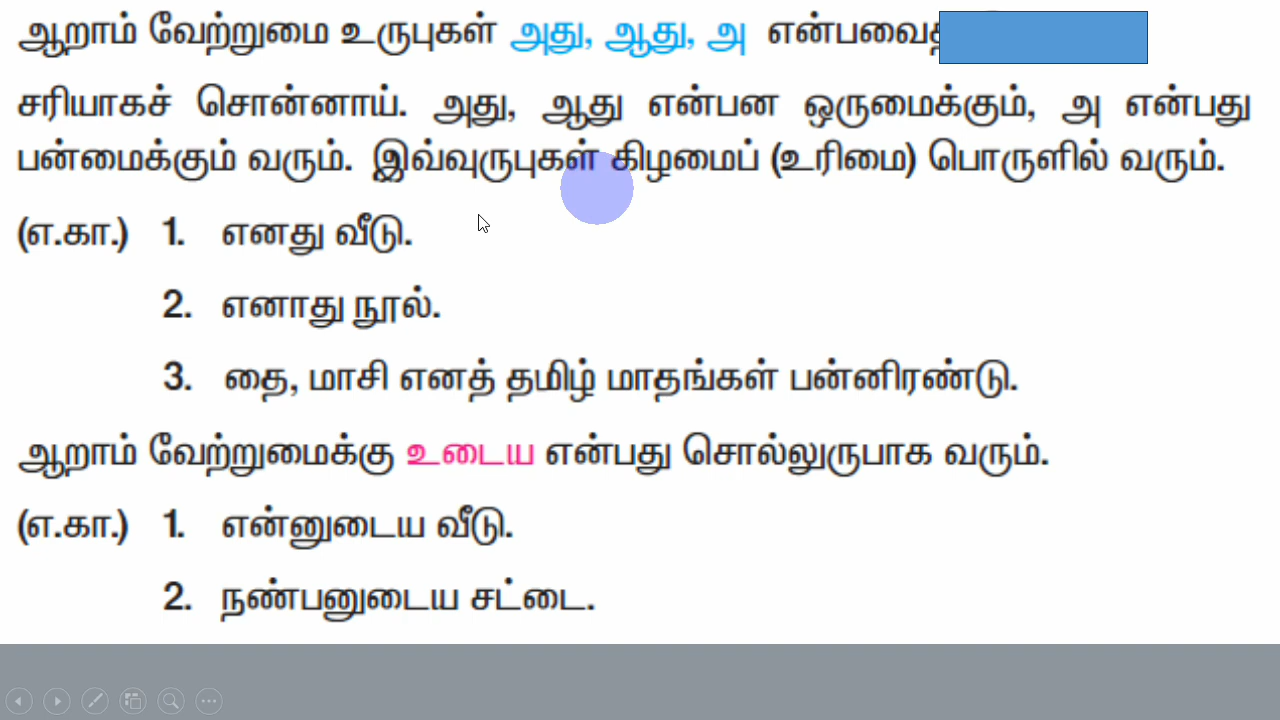 ஆறாம் வேற்றுமை உருபுகள் அது, ஆது, அ என்பவைத்
சரியாகச் சொன்னாய். அது, ஆது என்பன ஒருமைக்கும், அ என்பது
பன்மைக்கும் வரும். இவ்வுருபுகள் கிழமைப் (உரிமை) பொருளில் வரும்.
(எ.கா.) 1. எனது வீடு.
2. எனாது நூல்.
3. தை, மாசி எனத் தமிழ் மாதங்கள் பன்னிரண்டு.
ஆறாம் வேற்றுமைக்கு உடைய என்பது சொல்லுருபாக வரும்.
(எ.கா.) 1. என்னுடைய வீடு.
2. நண்பனுடைய சட்டை.